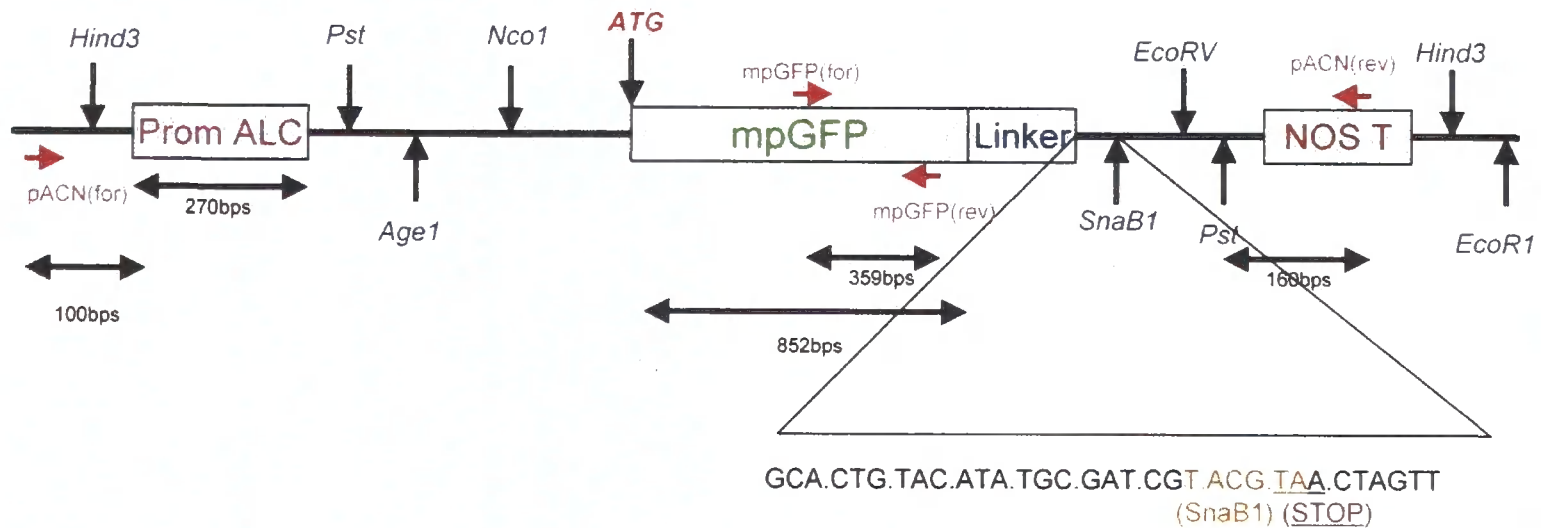 ATG
Hind3
Pst
Nco1
EcoRV
Hind3
mpGFP(for)
pACN(rev)
Prom ALC
mpGFP
Linker
NOS T
pACN(for)
270bps
Age1
mpGFP(rev)
SnaB1
Pst
EcoR1
100bps
359bps
160bps
852bps
GCA.CTG.TAC.ATA.TGC.GAT.CGT.ACG.TAA.CTAGTT
(SnaB1) (STOP)